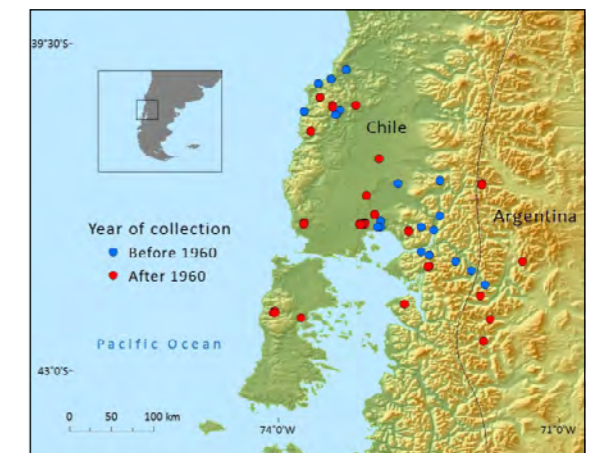 39°30'S-
Chile
Argentina
Year of collection
Before 1960
After 1960
Pacific Ocean
43°0'S-
0 50 100 km
74°0'W
71°0'W